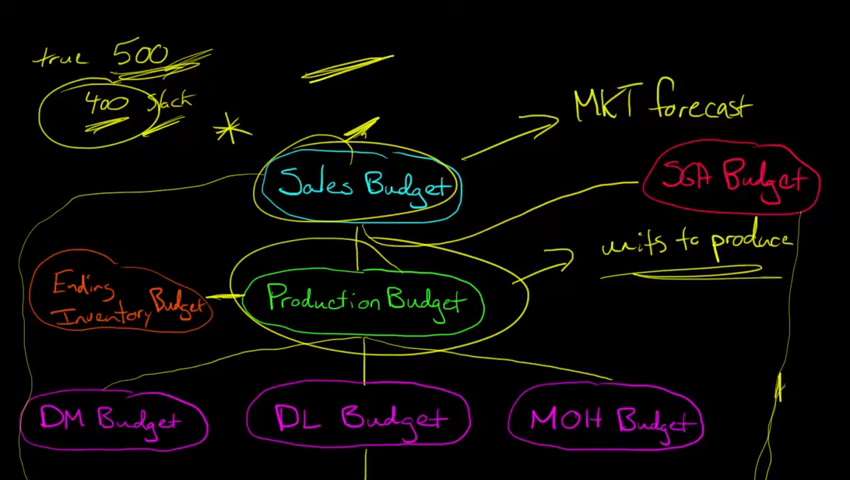 true 500
400 slack
MKT forecast
Sales Budget
SGA Budget
units to produce
Ending
Inventory Budget
Production Budget
DM Budget
DL Budget
MOH Budget